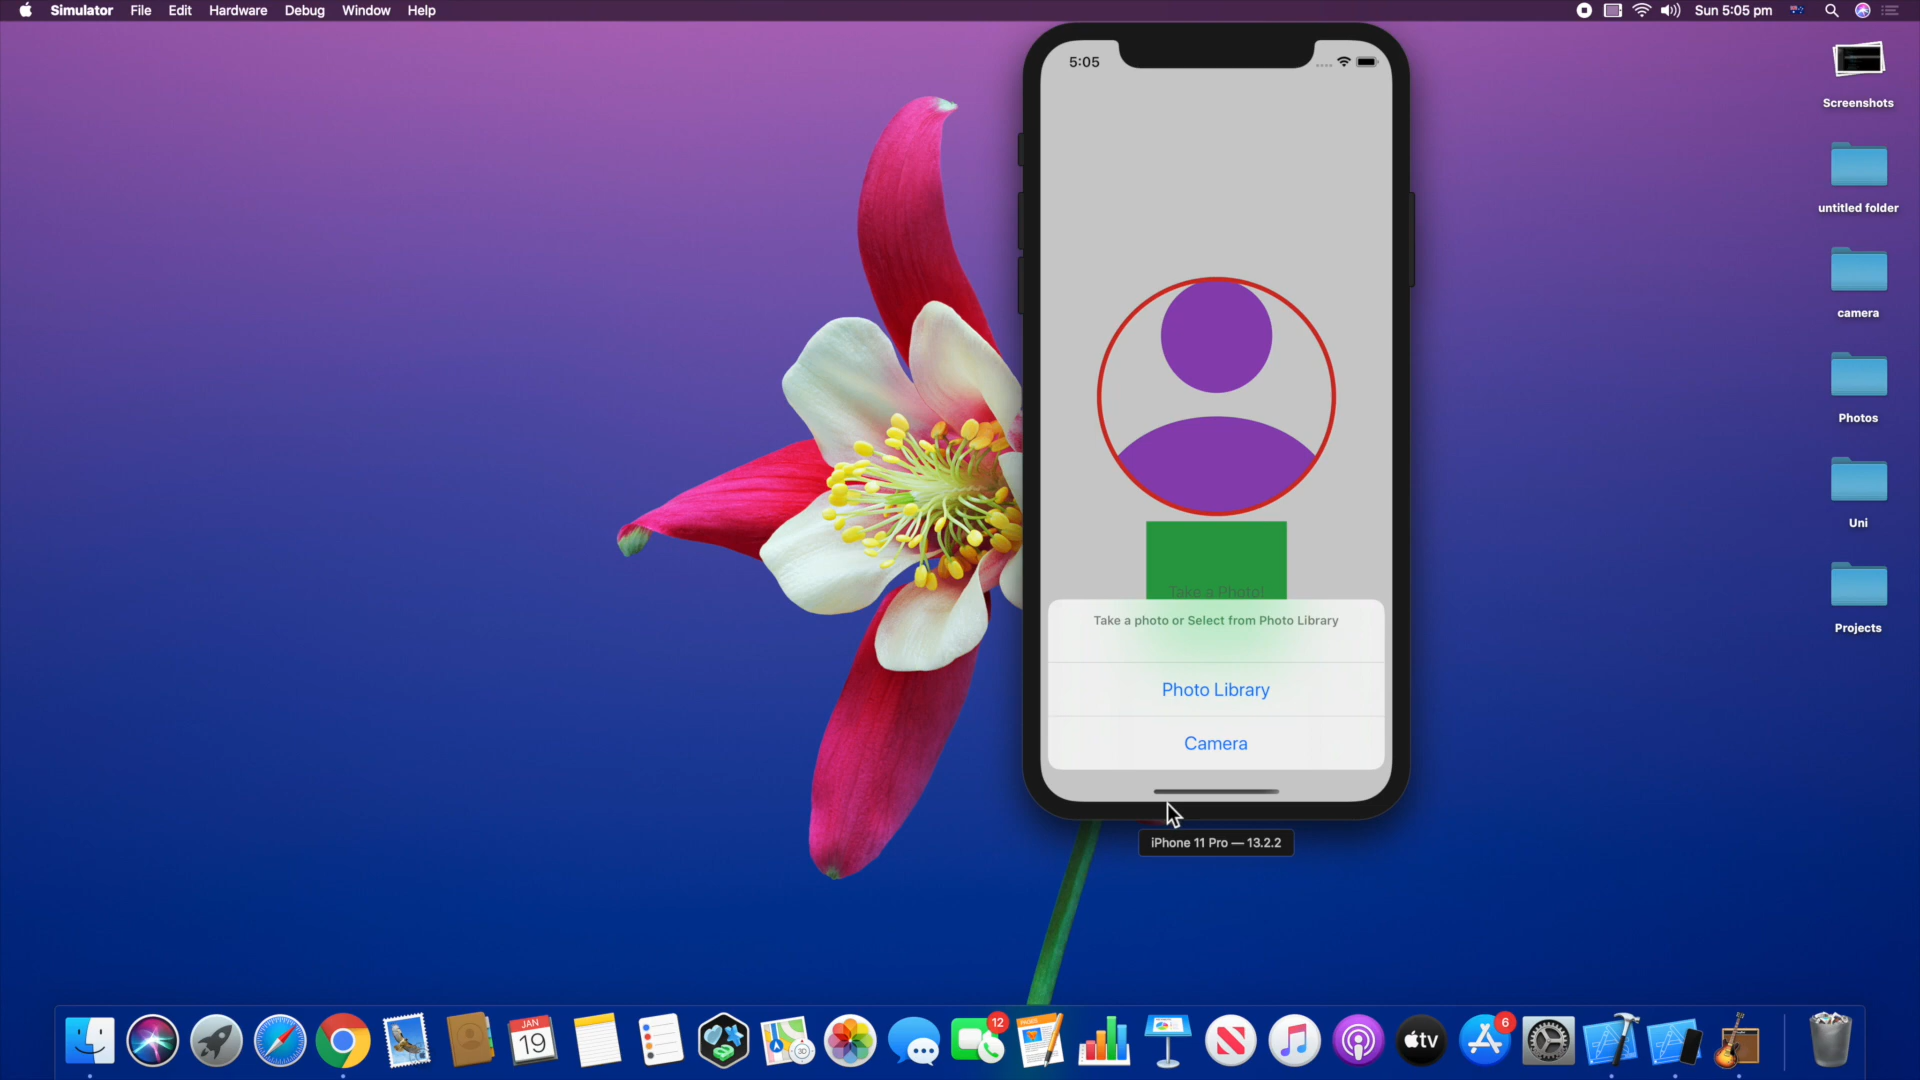 Simulator File Edit Hardware Debug Window Help
Sun 5:05 pm
5:05
Take a Photo!
Take a photo or Select from Photo Library
Photo Library
Camera
iPhone 11 Pro — 13.2.2
Screenshots
untitled folder
camera
Photos
Uni
Projects
JAN
19
3D
12
PAGES
tv
6